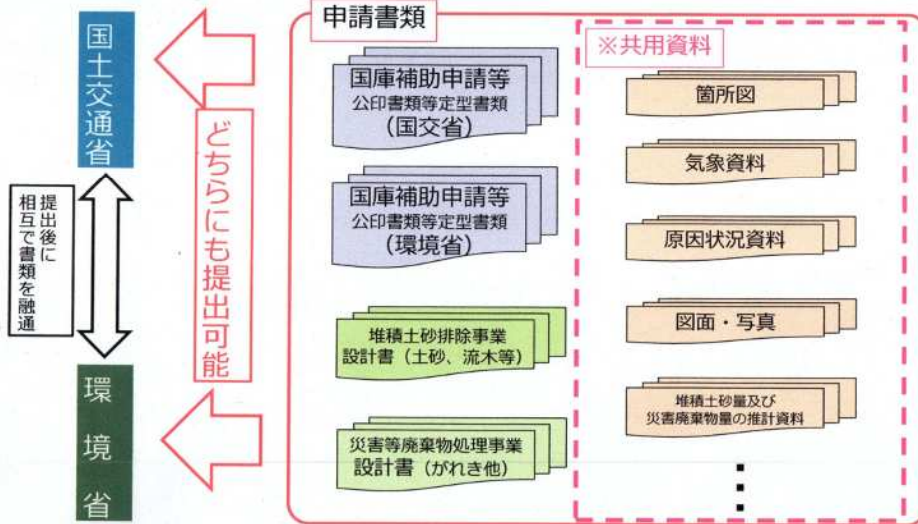 申請書類
国土交通省
提出後に
相互で書類を融通
環境省
どちらにも提出可能
国庫補助申請等
公印書類等定型書類
(国交省)
国庫補助申請等
公印書類等定型書類
(環境省)
堆積土砂排除事業
設計書(土砂、流木等)
災害等廃棄物処理事業
設計書(がれき他)
※共用資料
箇所図
気象資料
原因状況資料
図面・写真
堆積土砂量及び
災害廃棄物量の推計資料